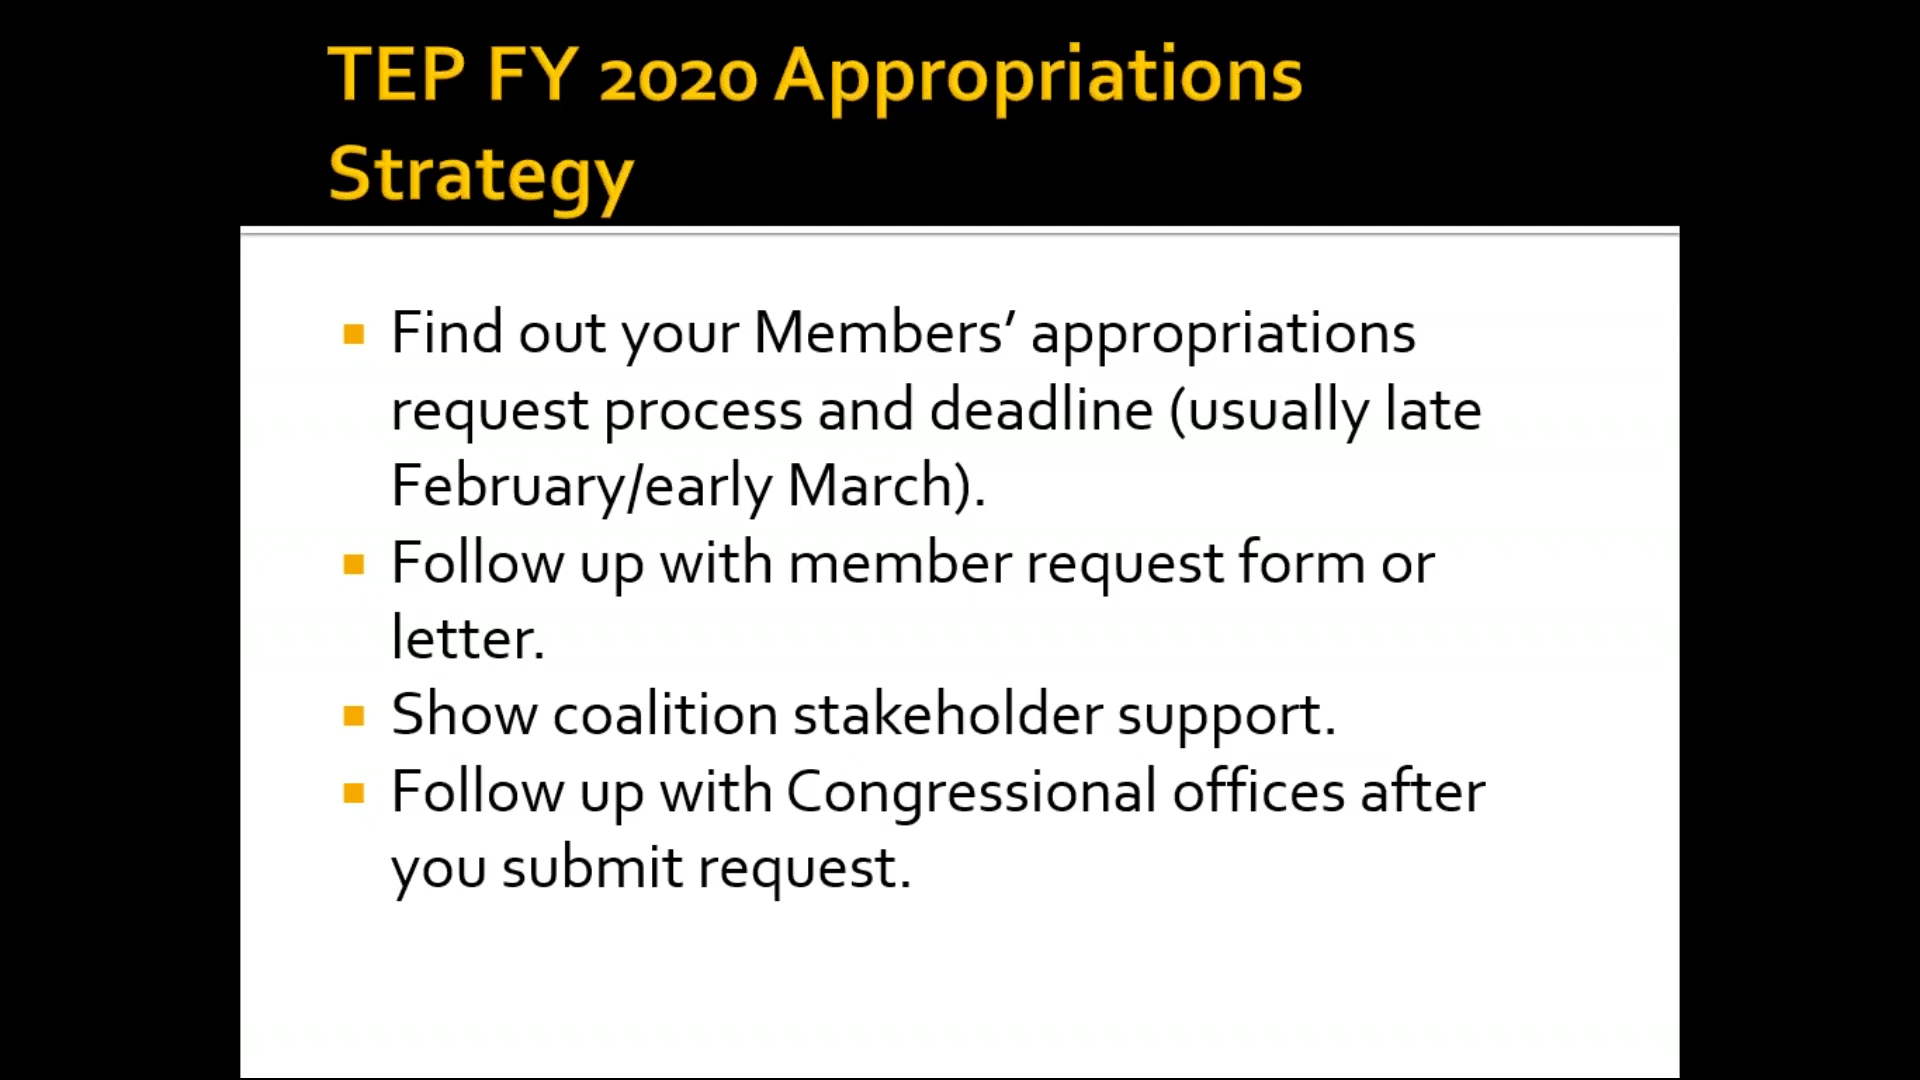 TEP FY 2020 Appropriations
Strategy
Find out your Members’ appropriations
request process and deadline (usually late
February/early March).
Follow up with member request form or
letter.
Show coalition stakeholder support.
Follow up with Congressional offices after
you submit request.